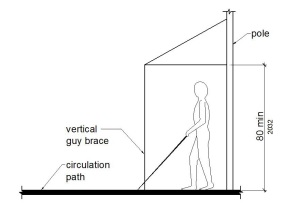 pole
80 min
2032
vertical
guy brace
circulation
path